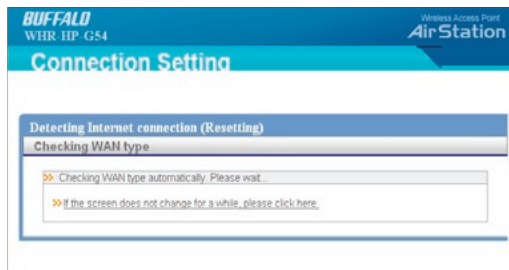 BUFFALO
WHR-HP-G54
Wireless Access Point
AirStation
Connection Setting
Detecting Internet connection (Resetting)
Checking WAN type
Checking WAN type automatically. Please wait...
If the screen does not change for a while, please click here.